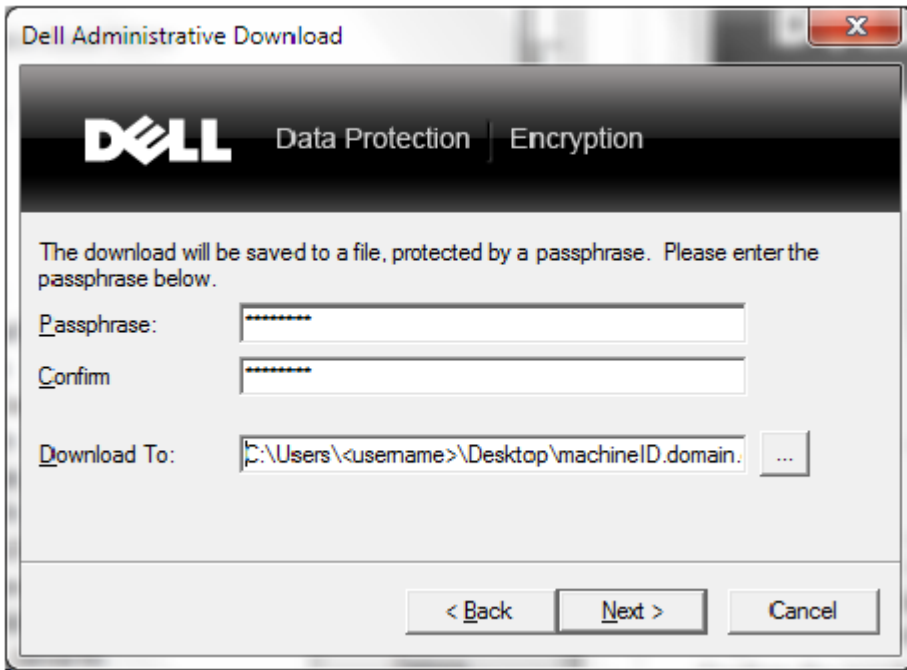 Dell Administrative Download
DELL Data Protection | Encryption
The download will be saved to a file, protected by a passphrase. Please enter the
passphrase below.
Passphrase: ********
Confirm ********
Download To: C:\Users\<username>\Desktop\machineID.domain. ...
< Back Next > Cancel